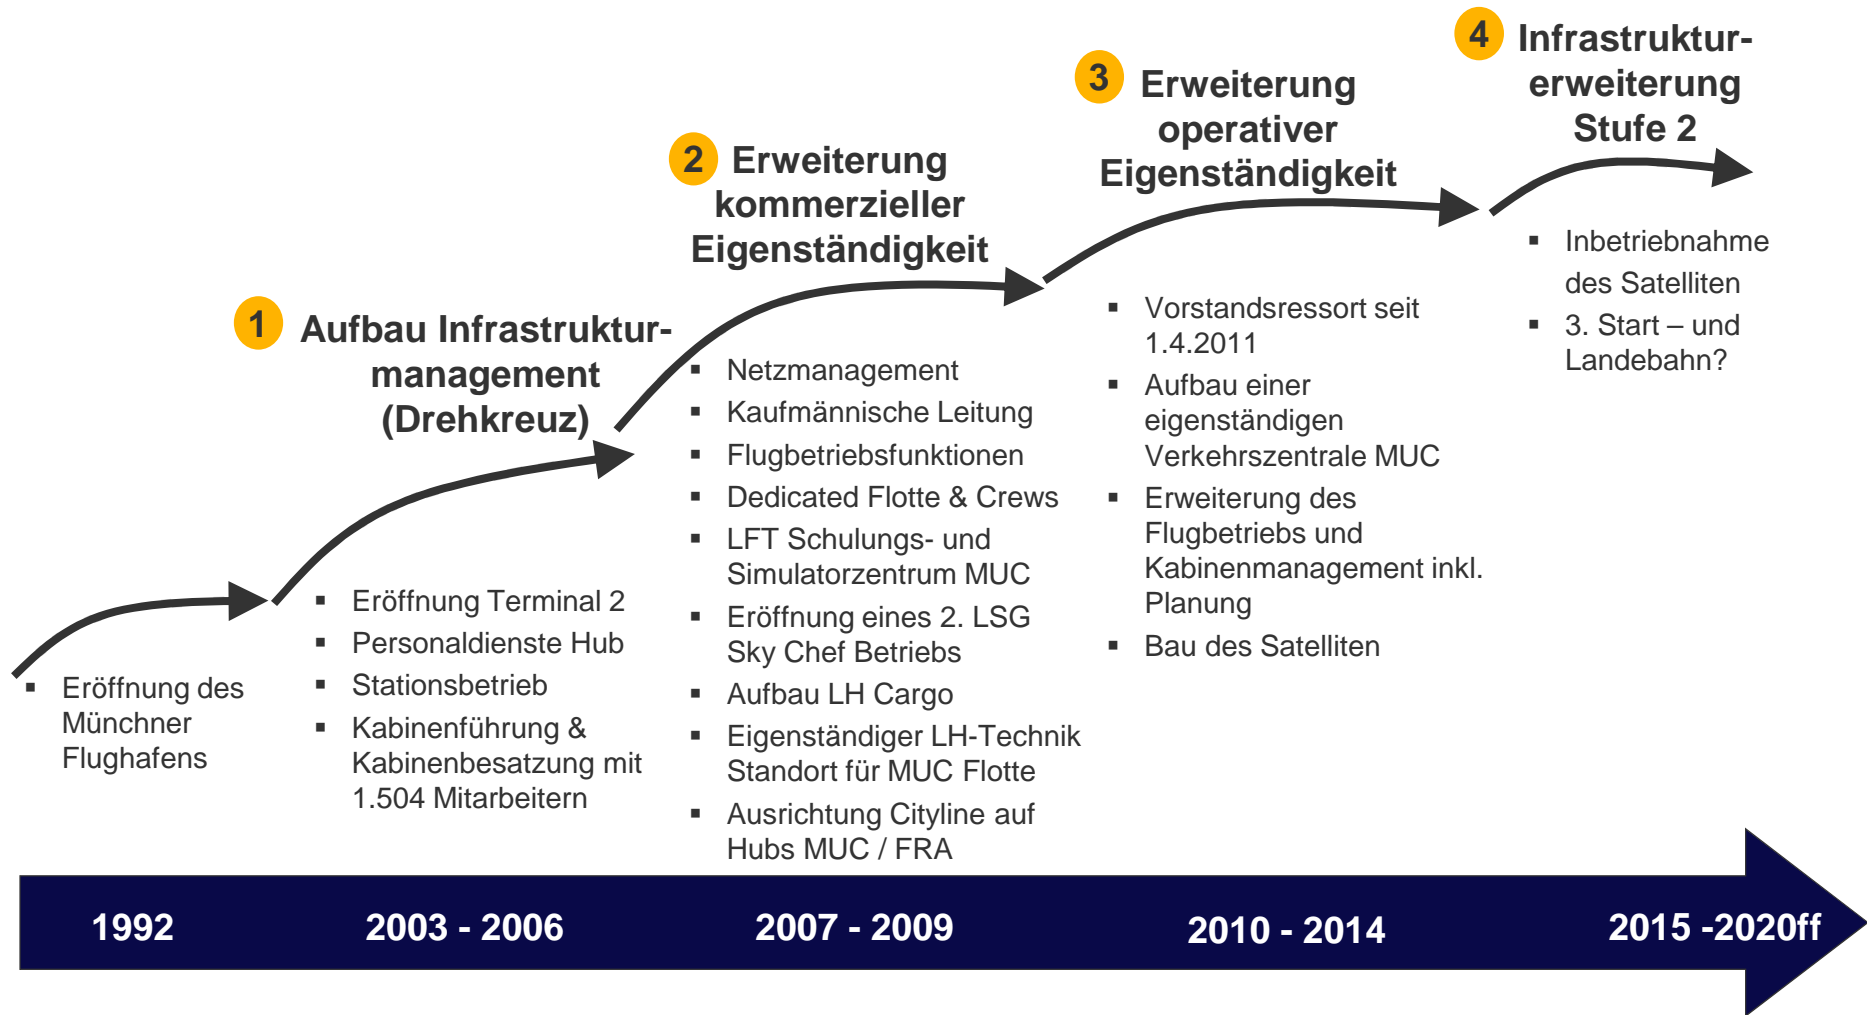 1 Aufbau Infrastruktur-
management
(Drehkreuz)
2 Erweiterung
kommerzieller
Eigenständigkeit
3 Erweiterung
operativer
Eigenständigkeit
4 Infrastruktur-
erweiterung
Stufe 2
▪ Eröffnung des
Münchner
Flughafens
▪ Eröffnung Terminal 2
▪ Personaldienste Hub
▪ Stationsbetrieb
▪ Kabinenführung &
Kabinenbesatzung mit
1.504 Mitarbeitern
▪ Netzmanagement
▪ Kaufmännische Leitung
▪ Flugbetriebsfunktionen
▪ Dedicated Flotte & Crews
▪ LFT Schulungs- und
Simulatorzentrum MUC
▪ Eröffnung eines 2. LSG
Sky Chef Betriebs
▪ Aufbau LH Cargo
▪ Eigenständiger LH-Technik
Standort für MUC Flotte
▪ Ausrichtung Cityline auf
Hubs MUC / FRA
▪ Vorstandsressort seit
1.4.2011
▪ Aufbau einer
eigenständigen
Verkehrszentrale MUC
▪ Erweiterung des
Flugbetriebs und
Kabinenmanagement inkl.
Planung
▪ Bau des Satelliten
▪ Inbetriebnahme
des Satelliten
▪ 3. Start – und
Landebahn?
1992
2003 - 2006
2007 - 2009
2010 - 2014
2015 -2020ff